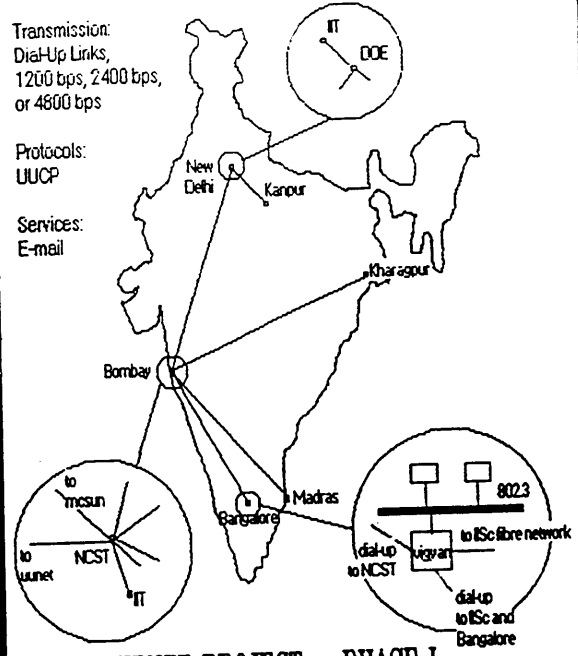 Transmission:
Dial-Up Links,
1200 bps, 2400 bps,
or 4800 bps
Protocols:
UUCP
Services:
E-mail
IIT
DOE
New
Delhi
Kanpur
Kharagpur
Bombay
Madras
Bangalore
to
mcsun
to
uunet
NCST
IIT
802.3
vigyan
to IISc fibre network
dial-up
to NCST
dial-up
to IISc and
Bangalore
PROJECT
PHASE I